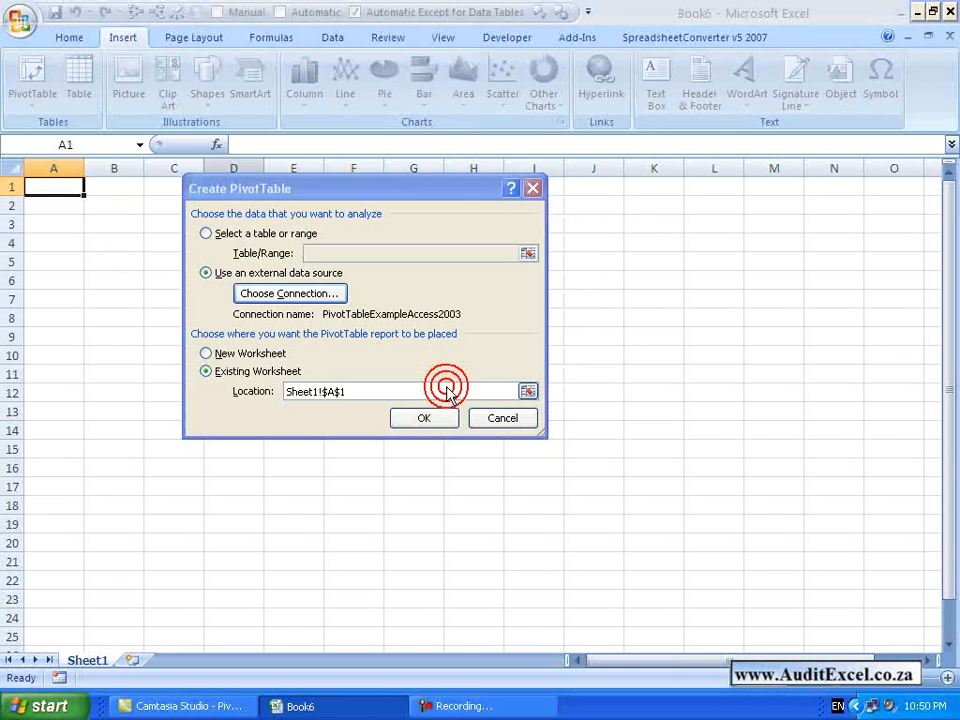 Manual Automatic Automatic Except for Data Tables Book6 - Microsoft Excel
Home Insert Page Layout Formulas Data Review View Developer Add-Ins SpreadsheetConverter v5 2007
PivotTable Table Picture Clip Art Shapes SmartArt Column Line Pie Bar Area Scatter Other Charts Hyperlink Text Box Header & Footer WordArt Signature Line Object Symbol
Tables Illustrations Charts Links Text
A1 fx
A B C D E F G H I J K L M N O
1
2
3
4
5
6
7
8
9
10
11
12
13
14
15
16
17
18
19
20
21
22
23
24
25
Create PivotTable ?
Choose the data that you want to analyze
Select a table or range
Table/Range:
Use an external data source
Choose Connection...
Connection name: PivotTableExampleAccess2003
Choose where you want the PivotTable report to be placed
New Worksheet
Existing Worksheet
Location: Sheet1!$A$1
OK Cancel
Sheet1
Ready
www.AuditExcel.co.za
start Camtasia Studio - Piv... Book6 Recording... EN 10:50 PM